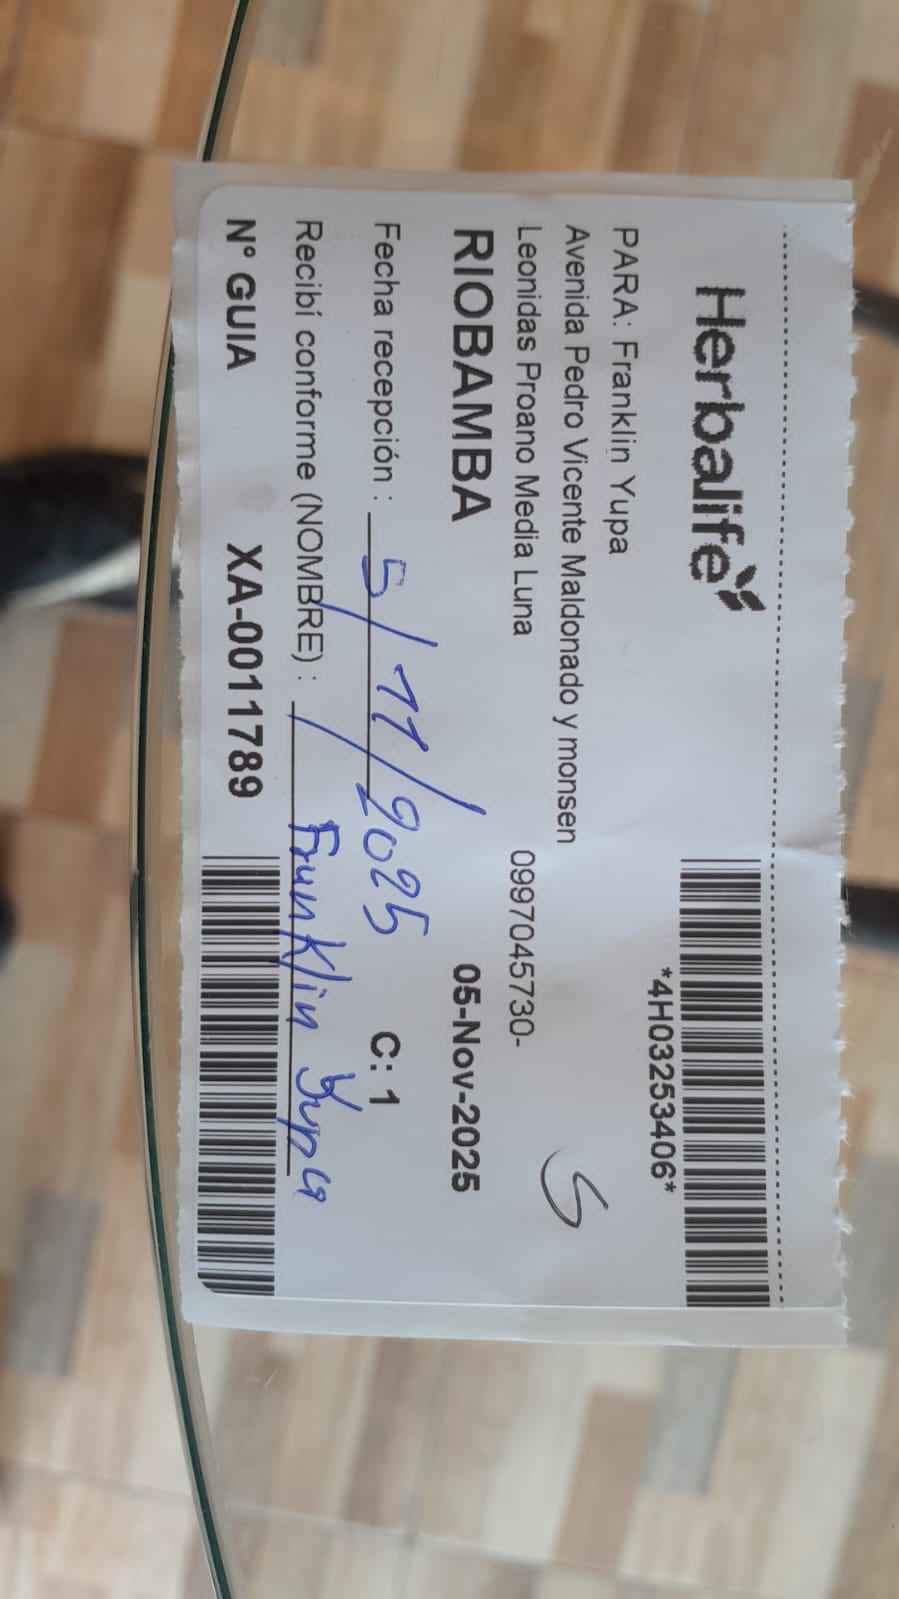 Herbalife
*4H03253406*
PARA: Franklin Yupa
Avenida Pedro Vicente Maldonado y monsen
Leonidas Proano Media Luna 0997045730-
S
RIOBAMBA 05-Nov-2025
Fecha recepción : 5/11/2025 C: 1
Recibí conforme (NOMBRE) : / Franklin Yupa
N° GUIA XA-0011789